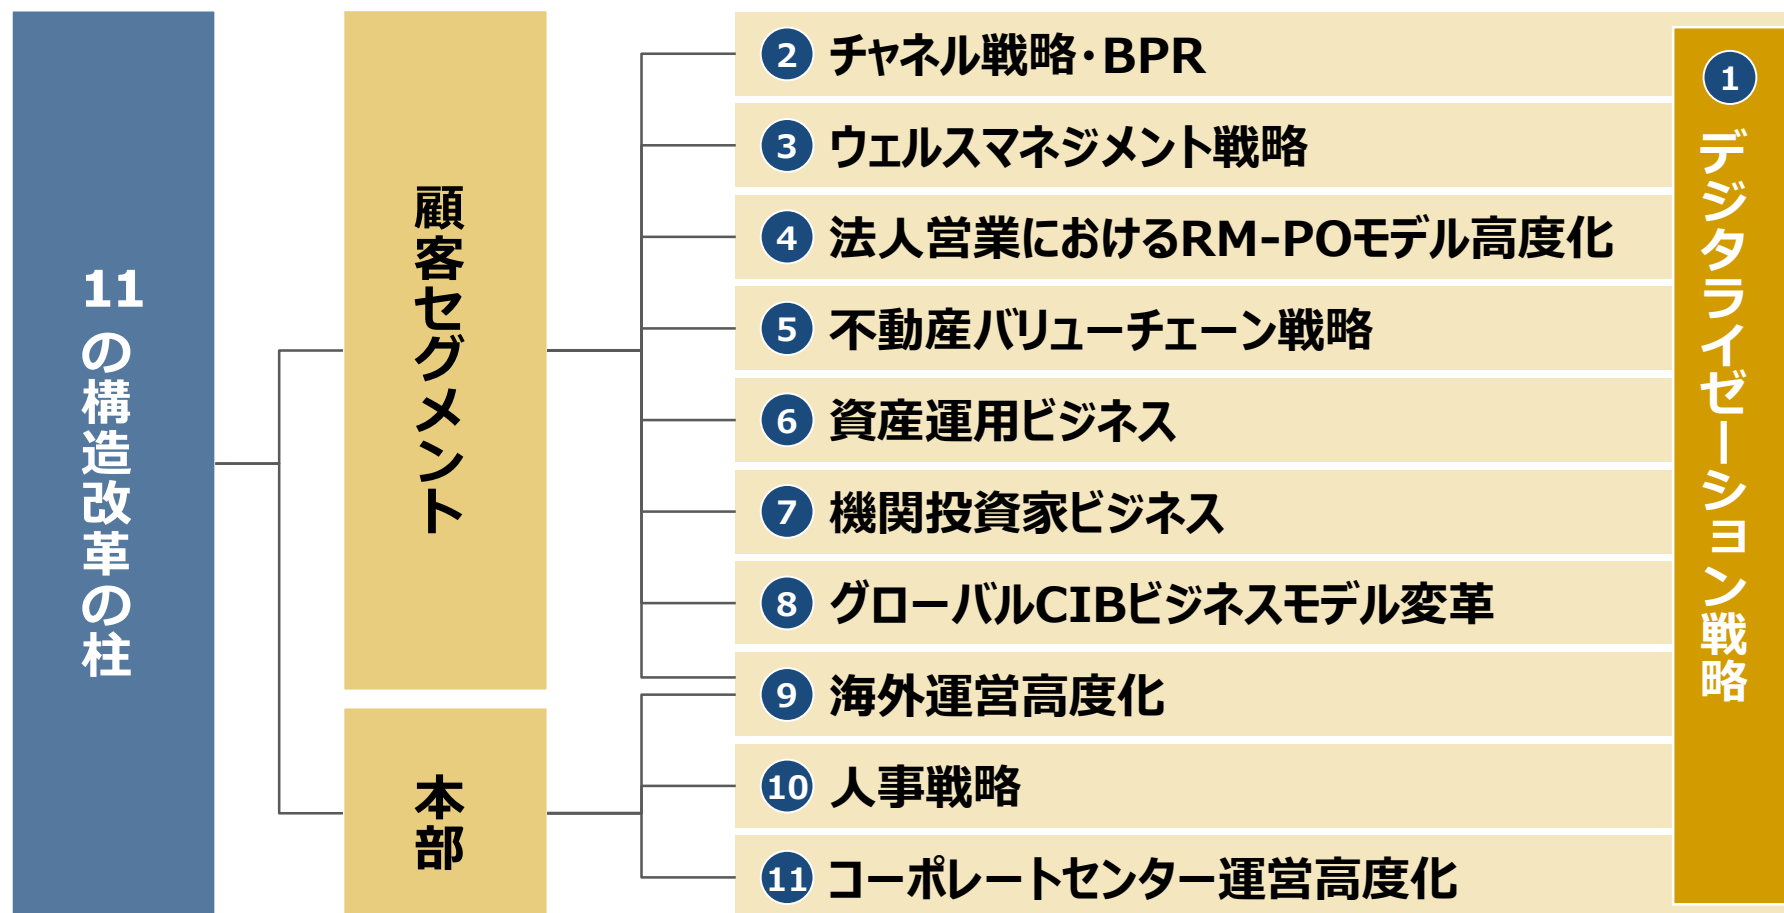 11の構造改革の柱
顧客セグメント
本部
2 チャネル戦略・BPR
3 ウェルスマネジメント戦略
4 法人営業におけるRM-POモデル高度化
5 不動産バリューチェーン戦略
6 資産運用ビジネス
7 機関投資家ビジネス
8 グローバルCIBビジネスモデル変革
9 海外運営高度化
10 人事戦略
11 コーポレートセンター運営高度化
1 デジタライゼーション戦略